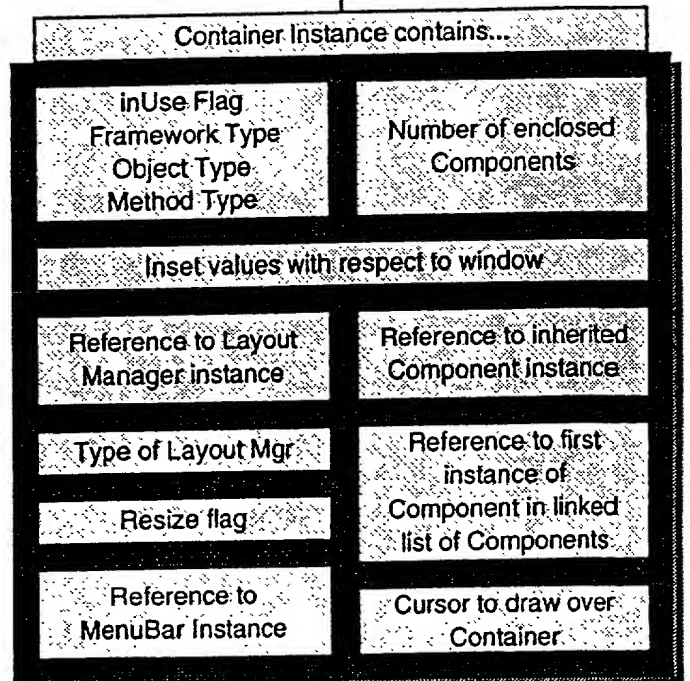 Container Instance contains...
inUse Flag
Framework Type
Object Type
Method Type
Number of enclosed
Components
Inset values with respect to window
Reference to Layout
Manager instance
Reference to inherited
Component instance
Type of Layout Mgr
Reference to first
instance of
Component in linked
list of Components
Resize flag
Reference to
MenuBar Instance
Cursor to draw over
Container